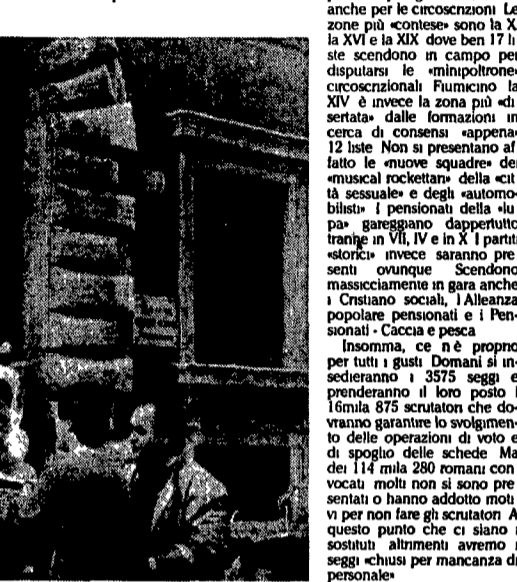 anche per le circoscrizioni Le
zone più «contese» sono la X,
la XVI e la XIX dove ben 17 li
ste scendono in campo per
disputarsi le «minipoltrone»
circoscrizionali Fiumicino la
XIV è invece la zona più «di
sertata» dalle formazioni in
cerca di consensi «appena»
12 liste Non si presentano af
fatto le «nuove squadre» dei
«musical rockettari» della «cit
tà sessuale» e degli «automo-
bilisti» I pensionati della «lu
pa» gareggiano dappertutto
tranne in VII, IV e in X I partiti
«storici» invece saranno pre
senti ovunque Scendono
massicciamente in gara anche
i Cristiano sociali, l Alleanza
popolare pensionati e i Pen-
sionati - Caccia e pesca
Insomma, ce n è proprio
per tutti i gusti Domani si in-
sedieranno i 3575 seggi e
prenderanno il loro posto i
16mila 875 scrutatori che do-
vranno garantire lo svolgimen-
to delle operazioni di voto e
di spoglio delle schede Ma
dei 114 mila 280 romani con
vocati molti non si sono pre
sentati o hanno addotto moti
vi per non fare gli scrutatori A
questo punto che ci siano i
sostituti altrimenti avremo i
seggi «chiusi per mancanza di
personale»